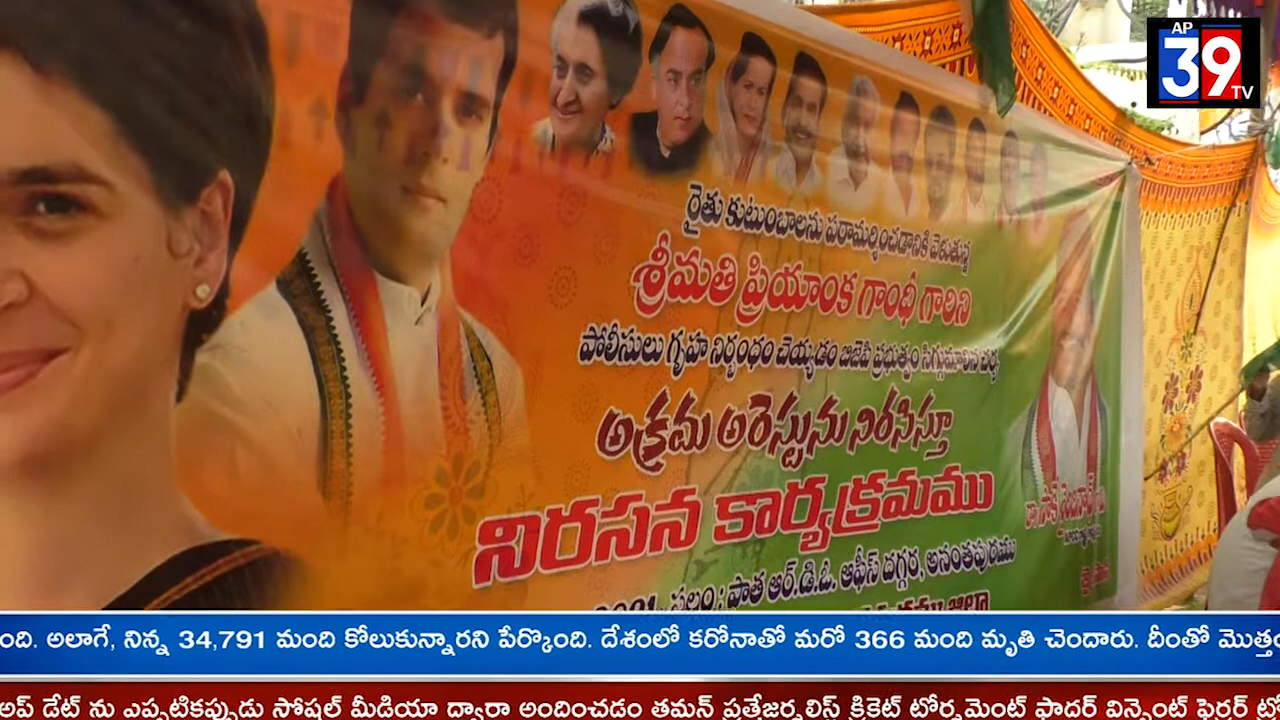 AP
39
TV
రైతు కుటుంబాలను పరామర్శించడానికి వెళుతున్న
శ్రీమతి ప్రియాంక గాంధీ గారిని
పోలీసులు గృహ నిర్బంధం చెయ్యడం బిజెపి ప్రభుత్వం సిగ్గుమాలిన చర్య
అక్రమ అరెస్టును నిరసిస్తూ
నిరసన కార్యక్రమము
స్థలం : పాత ఆర్.డి.ఓ. ఆఫీస్ దగ్గర, అనంతపురము
జిల్లా
ంది. అలాగే, నిన్న 34,791 మంది కోలుకున్నారని పేర్కొంది. దేశంలో కరోనాతో మరో 366 మంది మృతి చెందారు. దీంతో మొత్తం
అప్ డేట్ ను ఎప్పటికప్పుడు సోషల్ మీడియా ద్వారా అందించడం తమన్ ప్రత్యేజర్నలిస్ట్ క్రికెట్ టోర్నమెంట్ ఫాదర్ విన్సెంట్ ఫెర్రర్